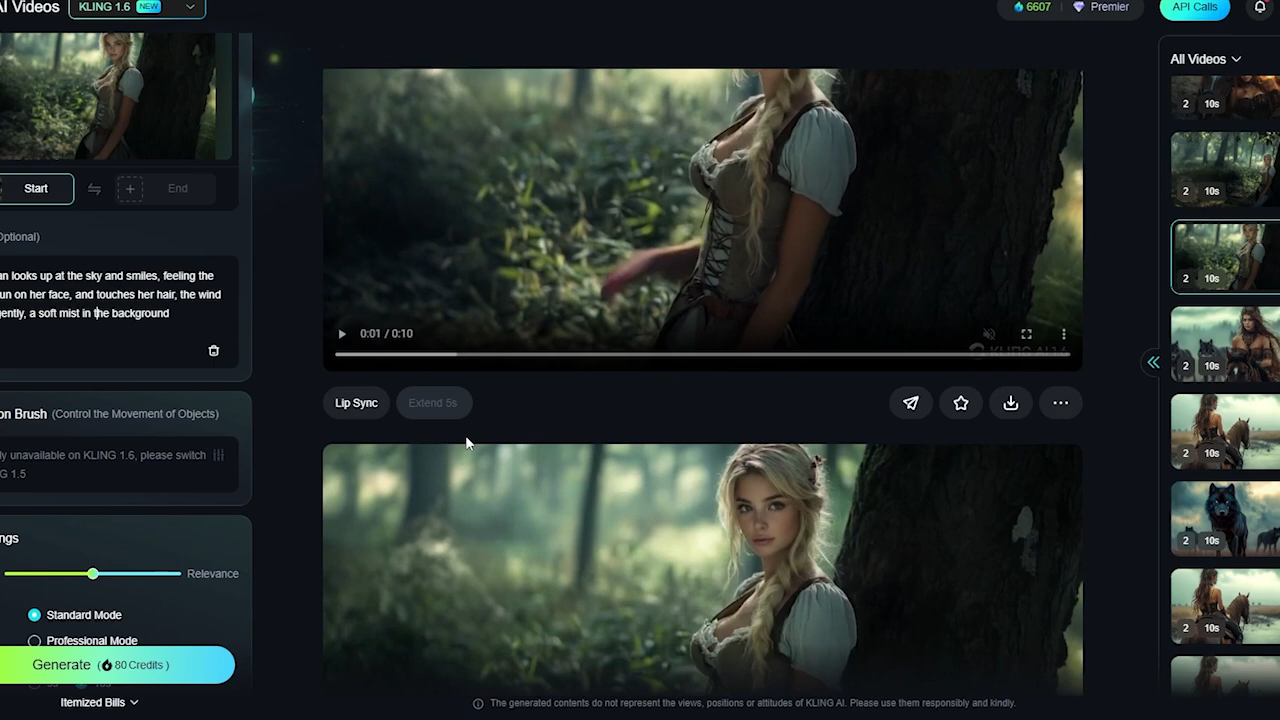 AI Videos
KLING 1.6 NEW
6607
Premier
API Calls
All Videos
2 10s
2 10s
2 10s
2 10s
2 10s
2 10s
2 10s
Start
+ End
Optional)
an looks up at the sky and smiles, feeling the
un on her face, and touches her hair, the wind
gently, a soft mist in the background
0:01 / 0:10
Lip Sync
Extend 5s
on Brush (Control the Movement of Objects)
ly unavailable on KLING 1.6, please switch
G 1.5
ngs
Relevance
Standard Mode
Professional Mode
Generate ( 80 Credits )
Itemized Bills
The generated contents do not represent the views, positions or attitudes of KLING AI. Please use them responsibly and kindly.